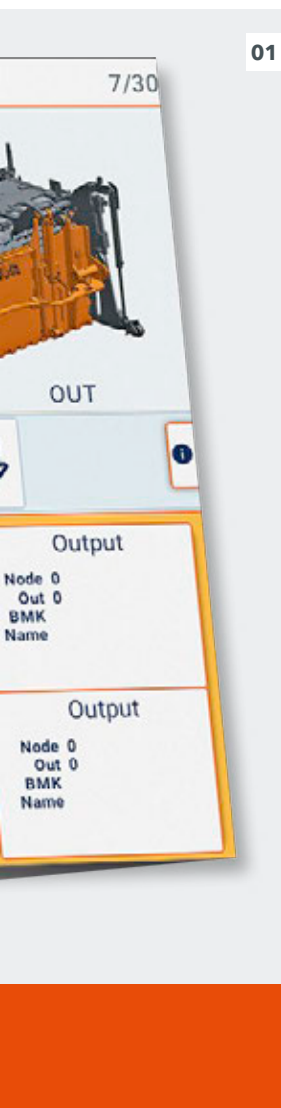 01
7/30
OUT
Output
Node 0
Out 0
BMK
Name
Output
Node 0
Out 0
BMK
Name